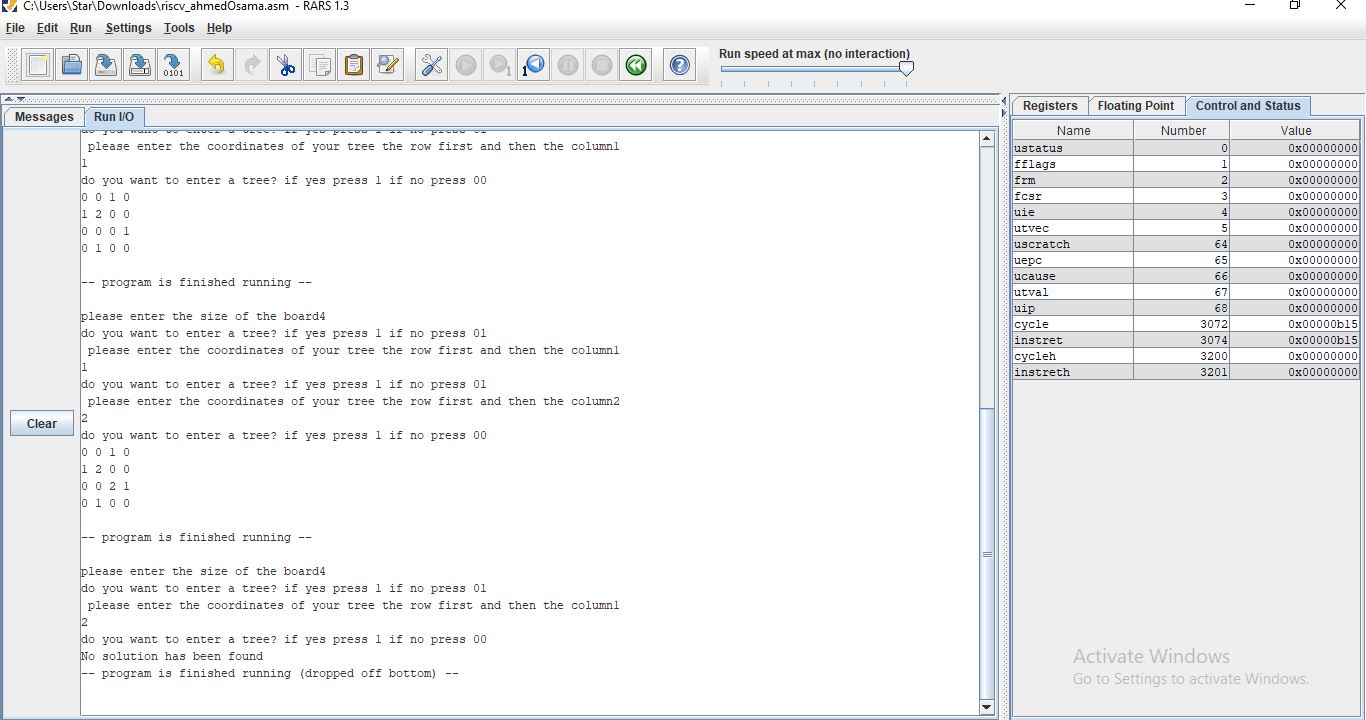 C:\Users\Star\Downloads\riscv_ahmedOsama.asm - RARS 1.3
File Edit Run Settings Tools Help
Run speed at max (no interaction)
Messages Run I/O
do you want to enter a tree? if yes press 1 if no press 01
please enter the coordinates of your tree the row first and then the column1
1
do you want to enter a tree? if yes press 1 if no press 00
0 0 1 0
1 2 0 0
0 0 0 1
0 1 0 0
-- program is finished running --
please enter the size of the board4
do you want to enter a tree? if yes press 1 if no press 01
please enter the coordinates of your tree the row first and then the column1
1
do you want to enter a tree? if yes press 1 if no press 01
please enter the coordinates of your tree the row first and then the column2
2
do you want to enter a tree? if yes press 1 if no press 00
0 0 1 0
1 2 0 0
0 0 2 1
0 1 0 0
-- program is finished running --
please enter the size of the board4
do you want to enter a tree? if yes press 1 if no press 01
please enter the coordinates of your tree the row first and then the column1
2
do you want to enter a tree? if yes press 1 if no press 00
No solution has been found
-- program is finished running (dropped off bottom) --
Clear
Registers Floating Point Control and Status
Name Number Value
ustatus 0 0x00000000
fflags 1 0x00000000
frm 2 0x00000000
fcsr 3 0x00000000
uie 4 0x00000000
utvec 5 0x00000000
uscratch 64 0x00000000
uepc 65 0x00000000
ucause 66 0x00000000
utval 67 0x00000000
uip 68 0x00000000
cycle 3072 0x00000b15
instret 3074 0x00000b15
cycleh 3200 0x00000000
instreth 3201 0x00000000
Activate Windows
Go to Settings to activate Windows.